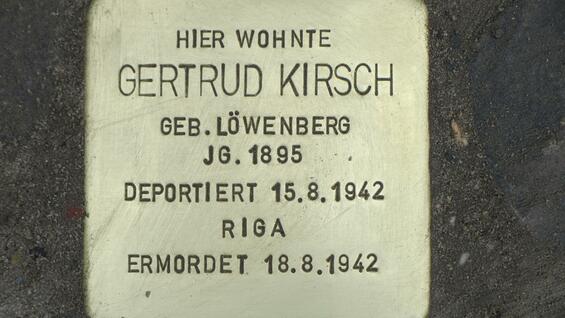 HIER WOHNTE
GERTRUD KIRSCH
GEB. LÖWENBERG
JG. 1895
DEPORTIERT 15.8.1942
RIGA
ERMORDET 18.8.1942